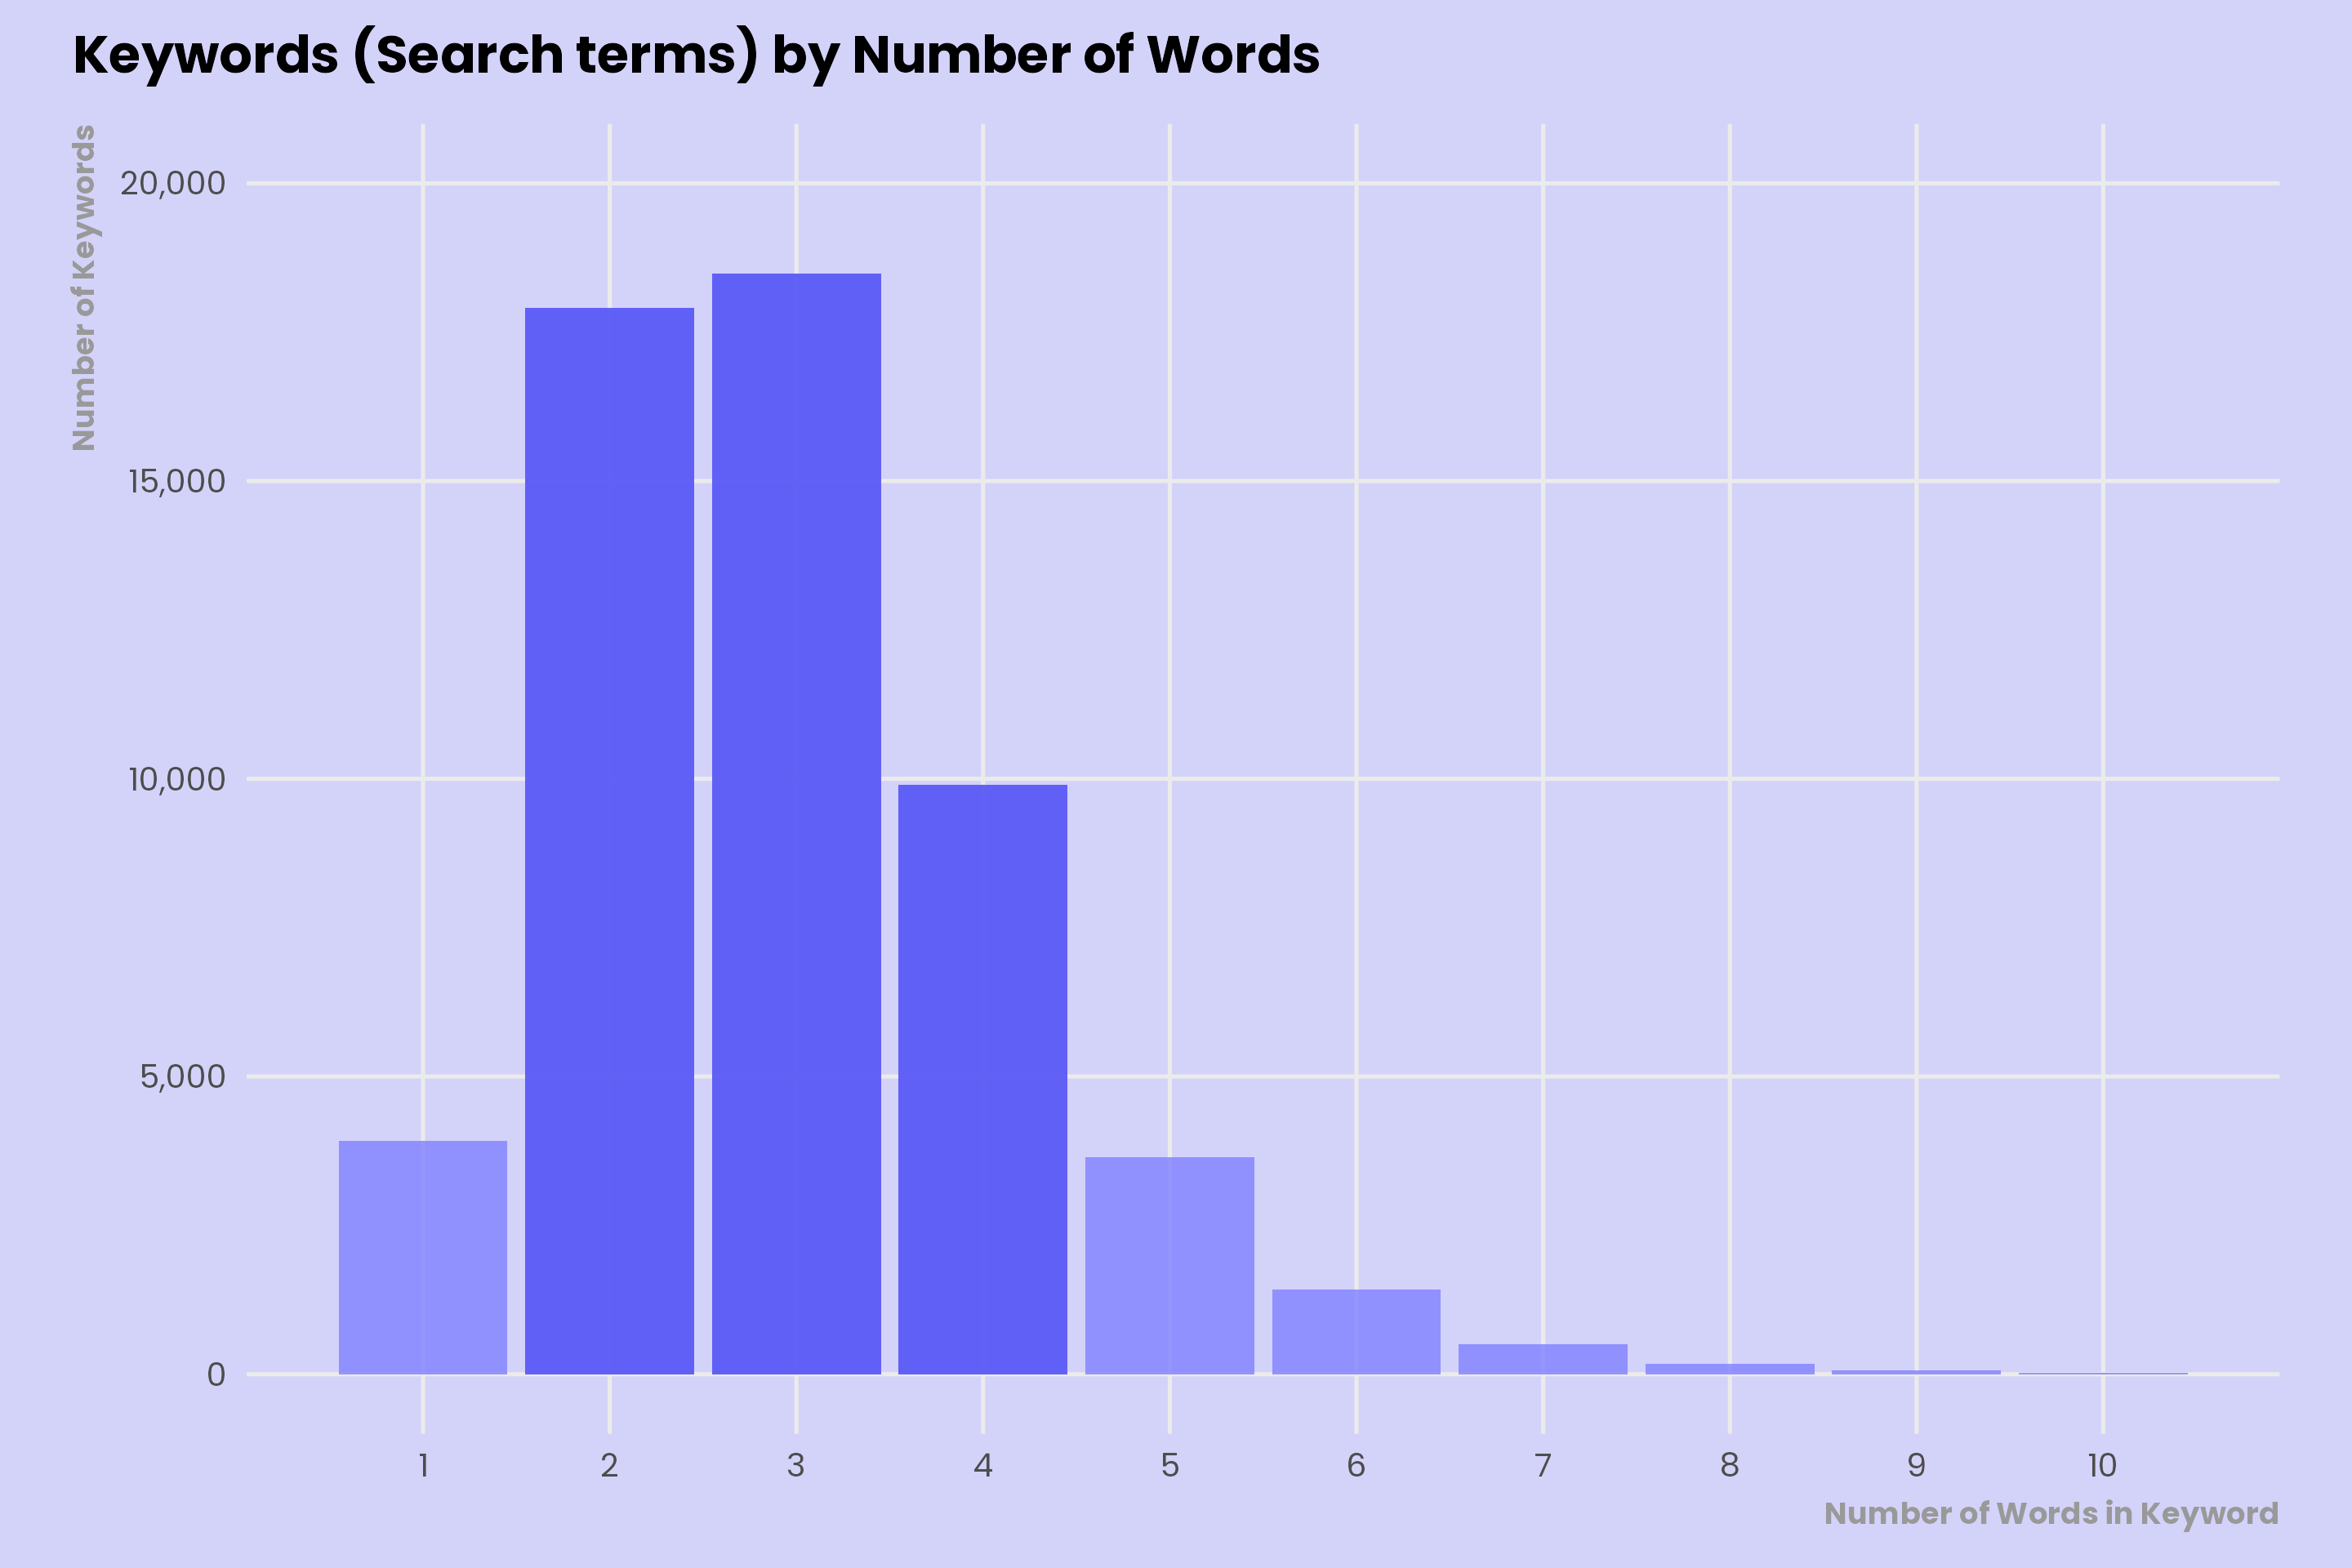 Keywords (Search terms) by Number of Words
Number of Keywords
20,000
15,000
10,000
5,000
0
1 2 3 4 5 6 7 8 9 10
Number of Words in Keyword